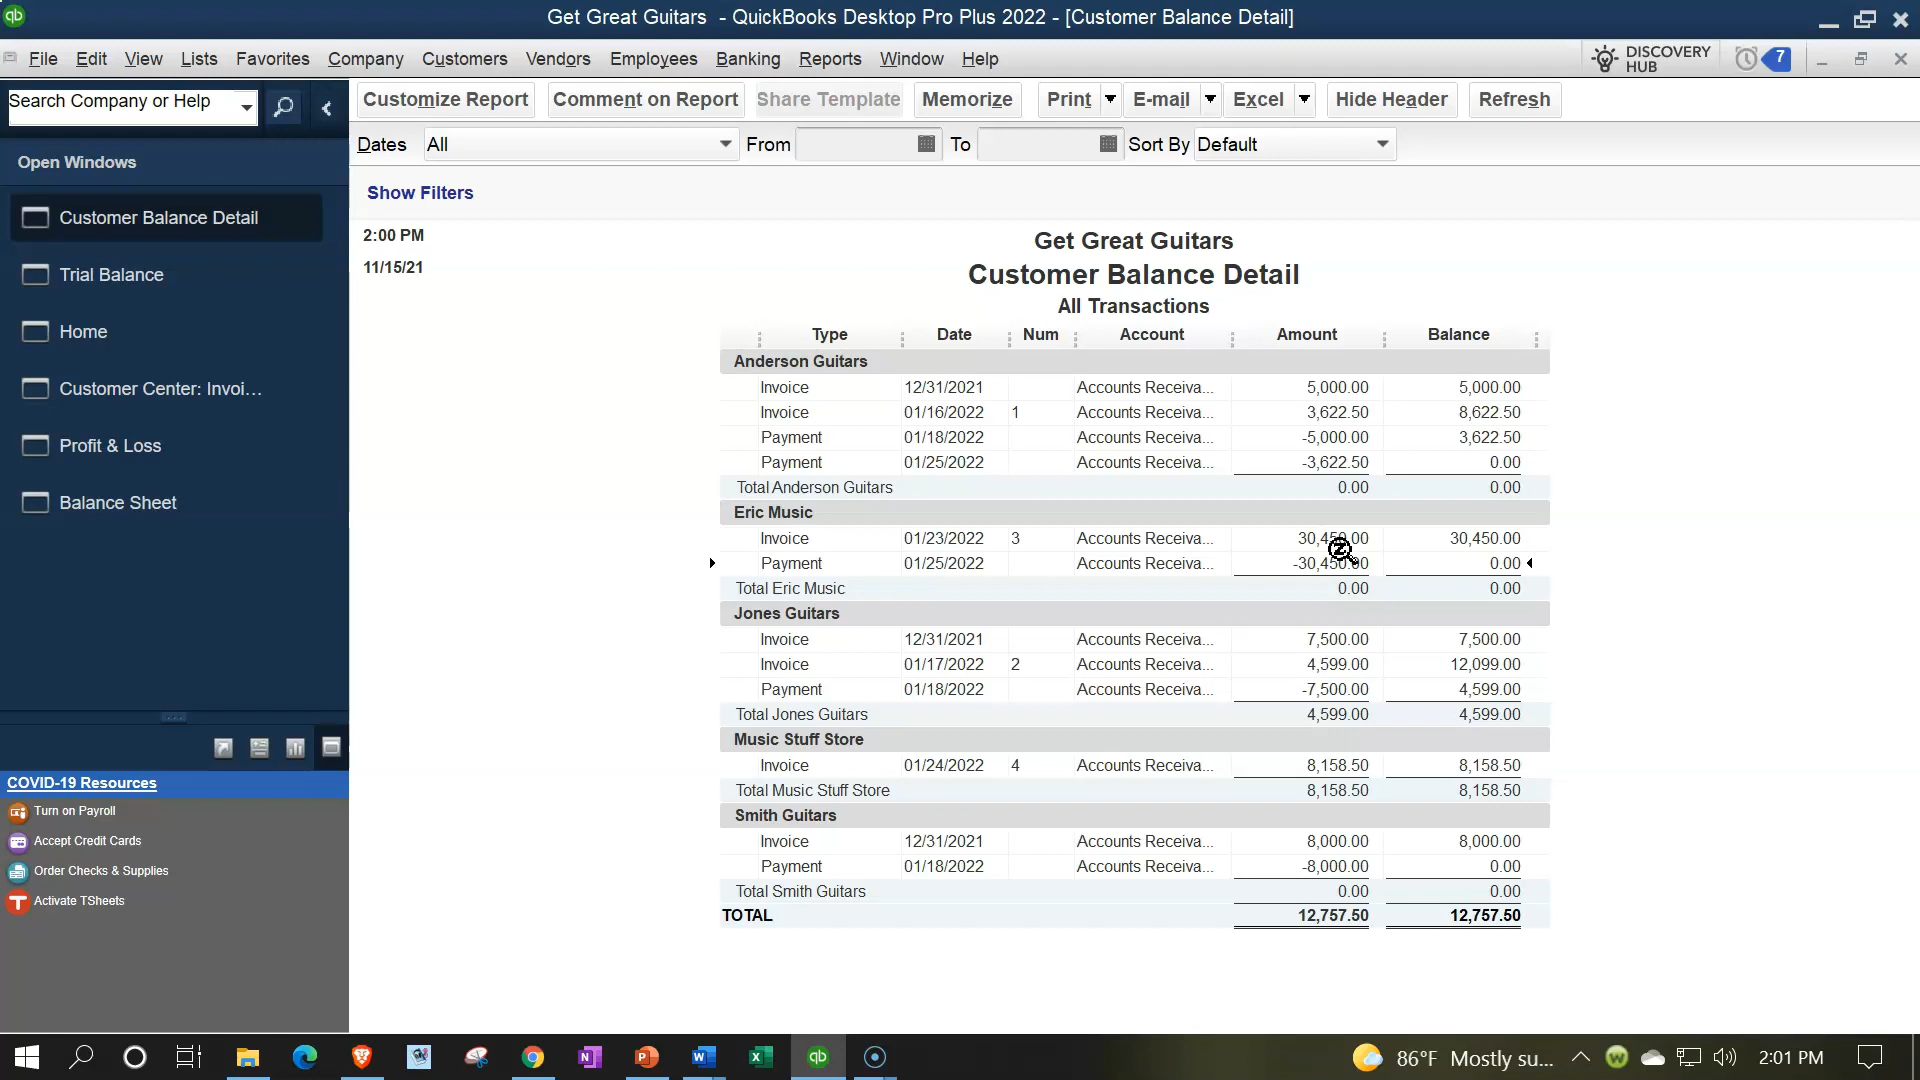 Get Great Guitars - QuickBooks Desktop Pro Plus 2022 - [Customer Balance Detail]
File Edit View Lists Favorites Company Customers Vendors Employees Banking Reports Window Help
DISCOVERY HUB
7
Search Company or Help
Customize Report Comment on Report Share Template Memorize Print E-mail Excel Hide Header Refresh
Dates All From To Sort By Default
Open Windows
Customer Balance Detail
Trial Balance
Home
Customer Center: Invoi...
Profit & Loss
Balance Sheet
COVID-19 Resources
Turn on Payroll
Accept Credit Cards
Order Checks & Supplies
Activate TSheets
Show Filters
2:00 PM
11/15/21
Get Great Guitars
Customer Balance Detail
All Transactions
Type Date Num Account Amount Balance
Anderson Guitars
Invoice 12/31/2021 Accounts Receiva... 5,000.00 5,000.00
Invoice 01/16/2022 1 Accounts Receiva... 3,622.50 8,622.50
Payment 01/18/2022 Accounts Receiva... -5,000.00 3,622.50
Payment 01/25/2022 Accounts Receiva... -3,622.50 0.00
Total Anderson Guitars 0.00 0.00
Eric Music
Invoice 01/23/2022 3 Accounts Receiva... 30,450.00 30,450.00
Payment 01/25/2022 Accounts Receiva... -30,450.00 0.00
Total Eric Music 0.00 0.00
Jones Guitars
Invoice 12/31/2021 Accounts Receiva... 7,500.00 7,500.00
Invoice 01/17/2022 2 Accounts Receiva... 4,599.00 12,099.00
Payment 01/18/2022 Accounts Receiva... -7,500.00 4,599.00
Total Jones Guitars 4,599.00 4,599.00
Music Stuff Store
Invoice 01/24/2022 4 Accounts Receiva... 8,158.50 8,158.50
Total Music Stuff Store 8,158.50 8,158.50
Smith Guitars
Invoice 12/31/2021 Accounts Receiva... 8,000.00 8,000.00
Payment 01/18/2022 Accounts Receiva... -8,000.00 0.00
Total Smith Guitars 0.00 0.00
TOTAL 12,757.50 12,757.50
86°F Mostly su... 2:01 PM